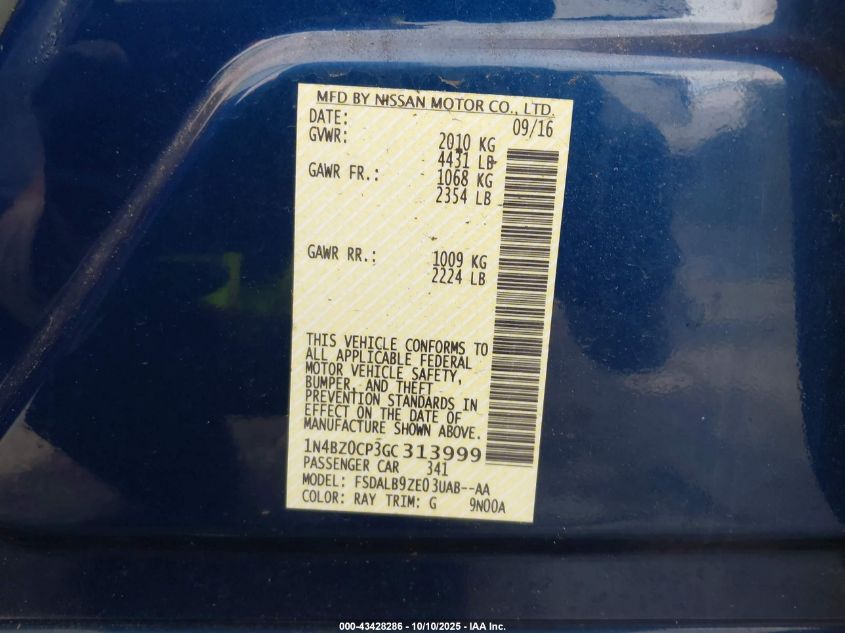 MFD BY NISSAN MOTOR CO., LTD.
DATE: 09/16
GVWR: 2010 KG
4431 LB
GAWR FR.: 1068 KG
2354 LB
GAWR RR.: 1009 KG
2224 LB
THIS VEHICLE CONFORMS TO
ALL APPLICABLE FEDERAL
MOTOR VEHICLE SAFETY,
BUMPER, AND THEFT
PREVENTION STANDARDS IN
EFFECT ON THE DATE OF
MANUFACTURE SHOWN ABOVE.
1N4BZ0CP3GC313999
PASSENGER CAR 341
MODEL: FSDALB9ZE03UAB--AA
COLOR: RAY TRIM: G 9N00A
000-43428286 - 10/10/2025 - IAA Inc.